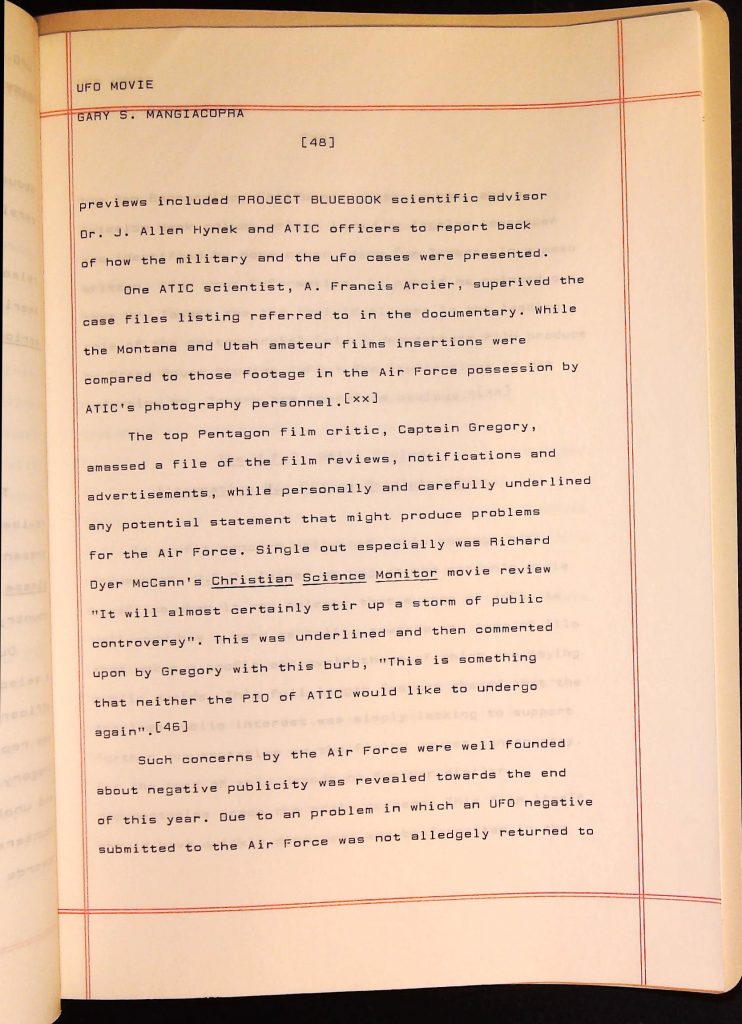 UFO MOVIE
GARY S. MANGIACOPRA
[48]
previews included PROJECT BLUEBOOK scientific advisor
Dr. J. Allen Hynek and ATIC officers to report back
of how the military and the ufo cases were presented.
One ATIC scientist, A. Francis Arcier, superived the
case files listing referred to in the documentary. While
the Montana and Utah amateur films insertions were
compared to those footage in the Air Force possession by
ATIC's photography personnel.[xx]
The top Pentagon film critic, Captain Gregory,
amassed a file of the film reviews, notifications and
advertisements, while personally and carefully underlined
any potential statement that might produce problems
for the Air Force. Single out especially was Richard
Dyer McCann's Christian Science Monitor movie review
"It will almost certainly stir up a storm of public
controversy". This was underlined and then commented
upon by Gregory with this burb, "This is something
that neither the PIO of ATIC would like to undergo
again".[46]
Such concerns by the Air Force were well founded
about negative publicity was revealed towards the end
of this year. Due to an problem in which an UFO negative
submitted to the Air Force was not alledgely returned to